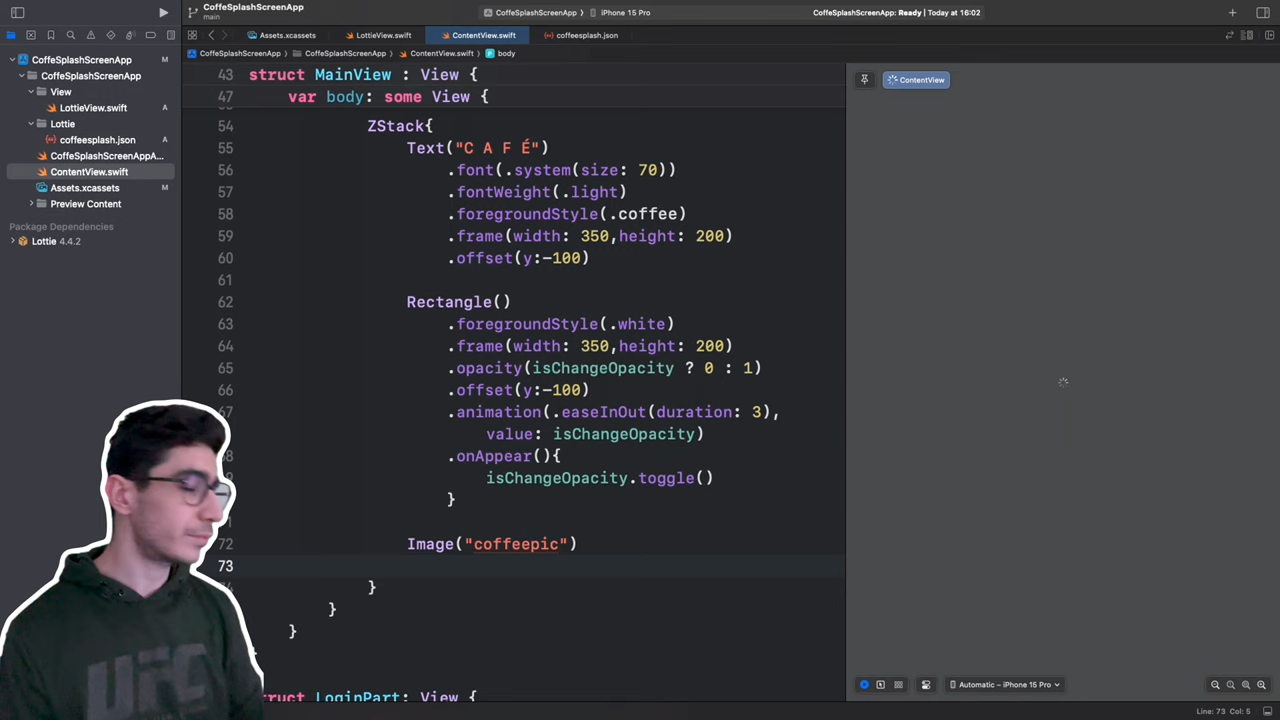 CoffeSplashScreenApp
main
CoffeSplashScreenApp
iPhone 15 Pro
CoffeSplashScreenApp: Ready | Today at 16:02
Assets.xcassets
LottieView.swift
ContentView.swift
coffeesplash.json
CoffeSplashScreenApp
CoffeSplashScreenApp
ContentView.swift
body
CoffeSplashScreenApp M
CoffeSplashScreenApp
View
LottieView.swift A
Lottie
coffeesplash.json A
CoffeSplashScreenAppA... M
ContentView.swift M
Assets.xcassets M
Preview Content
Package Dependencies
Lottie 4.4.2
43 struct MainView : View {
47 var body: some View {
54 ZStack{
55 Text("C A F É")
56 .font(.system(size: 70))
57 .fontWeight(.light)
58 .foregroundStyle(.coffee)
59 .frame(width: 350,height: 200)
60 .offset(y:-100)
61
62 Rectangle()
63 .foregroundStyle(.white)
64 .frame(width: 350,height: 200)
65 .opacity(isChangeOpacity ? 0 : 1)
66 .offset(y:-100)
67 .animation(.easeInOut(duration: 3),
value: isChangeOpacity)
.onAppear(){
isChangeOpacity.toggle()
}
72 Image("coffeepic")
73
}
}
}
struct LoginPart: View {
ContentView
Automatic – iPhone 15 Pro
Line: 73 Col: 5
UFC